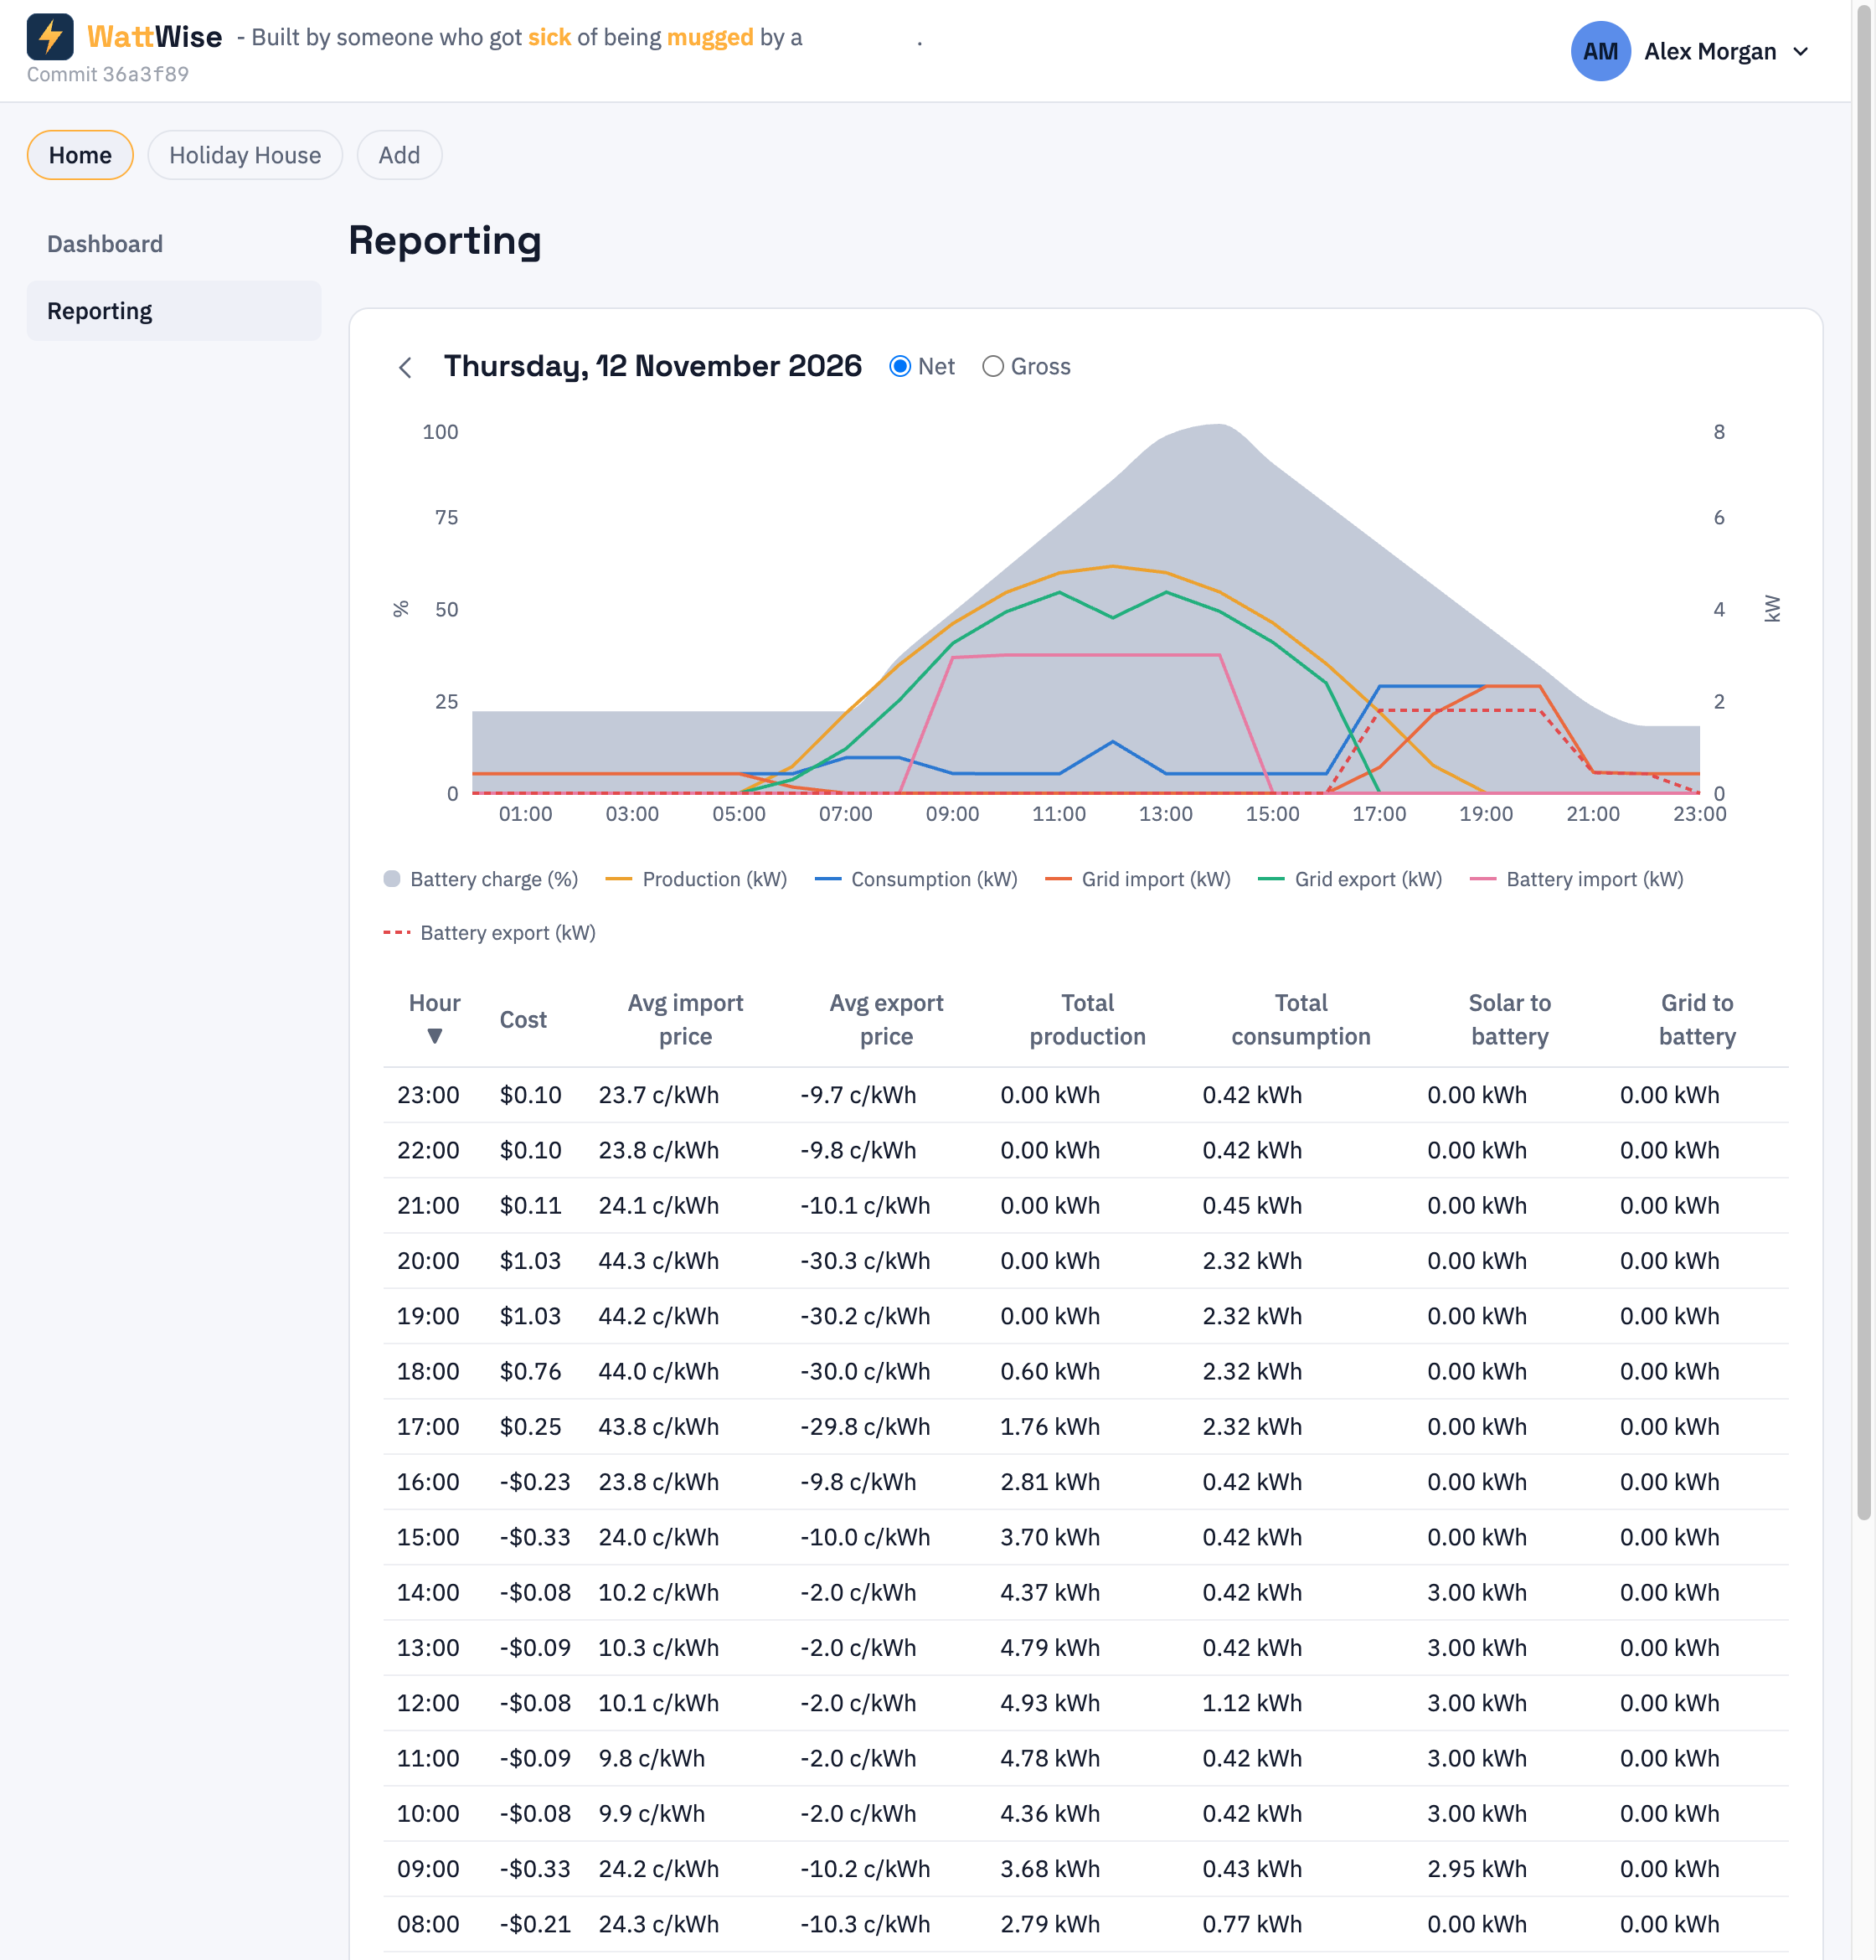 WattWise - Built by someone who got sick of being mugged by a .
Commit 36a3f89
AM Alex Morgan
Home Holiday House Add
Dashboard
Reporting
Reporting
Thursday, 12 November 2026 Net Gross
100 8
75 6
% 50 4 kW
25 2
0 0
01:00 03:00 05:00 07:00 09:00 11:00 13:00 15:00 17:00 19:00 21:00 23:00
Battery charge (%) Production (kW) Consumption (kW) Grid import (kW) Grid export (kW) Battery import (kW)
Battery export (kW)
Hour ▼ Cost Avg import price Avg export price Total production Total consumption Solar to battery Grid to battery
23:00 $0.10 23.7 c/kWh -9.7 c/kWh 0.00 kWh 0.42 kWh 0.00 kWh 0.00 kWh
22:00 $0.10 23.8 c/kWh -9.8 c/kWh 0.00 kWh 0.42 kWh 0.00 kWh 0.00 kWh
21:00 $0.11 24.1 c/kWh -10.1 c/kWh 0.00 kWh 0.45 kWh 0.00 kWh 0.00 kWh
20:00 $1.03 44.3 c/kWh -30.3 c/kWh 0.00 kWh 2.32 kWh 0.00 kWh 0.00 kWh
19:00 $1.03 44.2 c/kWh -30.2 c/kWh 0.00 kWh 2.32 kWh 0.00 kWh 0.00 kWh
18:00 $0.76 44.0 c/kWh -30.0 c/kWh 0.60 kWh 2.32 kWh 0.00 kWh 0.00 kWh
17:00 $0.25 43.8 c/kWh -29.8 c/kWh 1.76 kWh 2.32 kWh 0.00 kWh 0.00 kWh
16:00 -$0.23 23.8 c/kWh -9.8 c/kWh 2.81 kWh 0.42 kWh 0.00 kWh 0.00 kWh
15:00 -$0.33 24.0 c/kWh -10.0 c/kWh 3.70 kWh 0.42 kWh 0.00 kWh 0.00 kWh
14:00 -$0.08 10.2 c/kWh -2.0 c/kWh 4.37 kWh 0.42 kWh 3.00 kWh 0.00 kWh
13:00 -$0.09 10.3 c/kWh -2.0 c/kWh 4.79 kWh 0.42 kWh 3.00 kWh 0.00 kWh
12:00 -$0.08 10.1 c/kWh -2.0 c/kWh 4.93 kWh 1.12 kWh 3.00 kWh 0.00 kWh
11:00 -$0.09 9.8 c/kWh -2.0 c/kWh 4.78 kWh 0.42 kWh 3.00 kWh 0.00 kWh
10:00 -$0.08 9.9 c/kWh -2.0 c/kWh 4.36 kWh 0.42 kWh 3.00 kWh 0.00 kWh
09:00 -$0.33 24.2 c/kWh -10.2 c/kWh 3.68 kWh 0.43 kWh 2.95 kWh 0.00 kWh
08:00 -$0.21 24.3 c/kWh -10.3 c/kWh 2.79 kWh 0.77 kWh 0.00 kWh 0.00 kWh